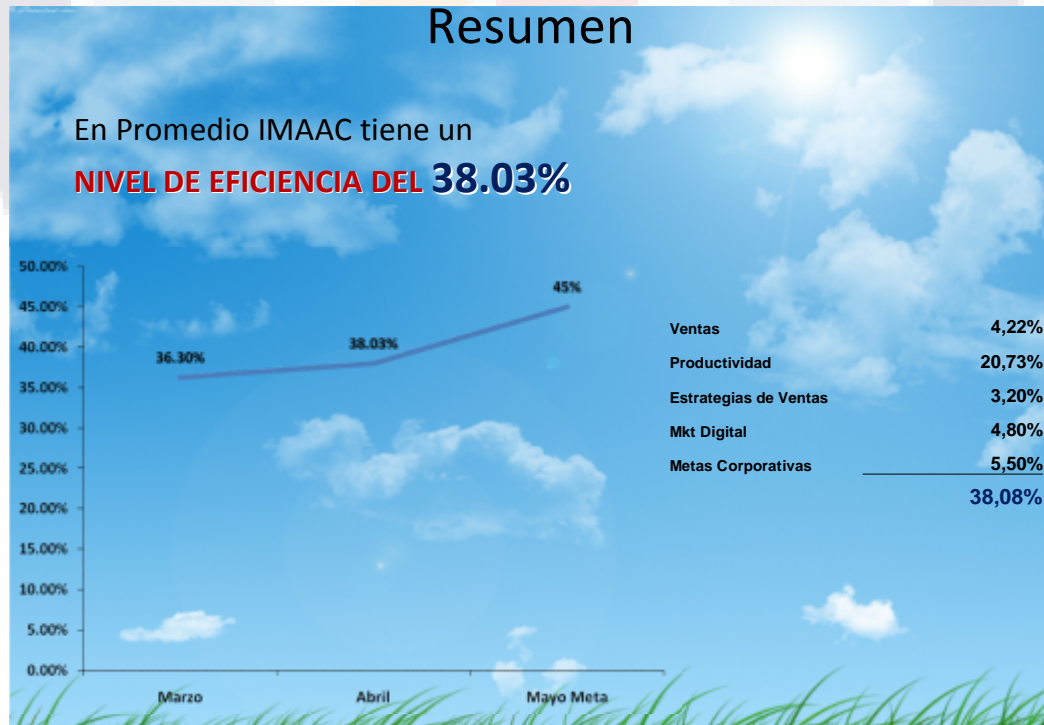 Resumen
En Promedio IMAAC tiene un
NIVEL DE EFICIENCIA DEL 38.03%
50.00%
45.00%
40.00%
35.00%
30.00%
25.00%
20.00%
15.00%
10.00%
5.00%
0.00%
36.30%
38.03%
45%
Marzo Abril Mayo Meta
Ventas 4,22%
Productividad 20,73%
Estrategias de Ventas 3,20%
Mkt Digital 4,80%
Metas Corporativas 5,50%
38,08%